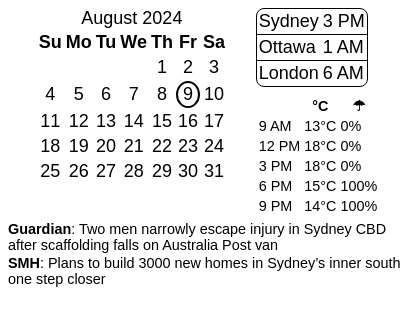 August 2024
Su Mo Tu We Th Fr Sa
1 2 3
4 5 6 7 8 9 10
11 12 13 14 15 16 17
18 19 20 21 22 23 24
25 26 27 28 29 30 31
Sydney 3 PM
Ottawa 1 AM
London 6 AM
°C ☂
9 AM 13°C 0%
12 PM 18°C 0%
3 PM 18°C 0%
6 PM 15°C 100%
9 PM 14°C 100%
Guardian: Two men narrowly escape injury in Sydney CBD
after scaffolding falls on Australia Post van
SMH: Plans to build 3000 new homes in Sydney’s inner south
one step closer